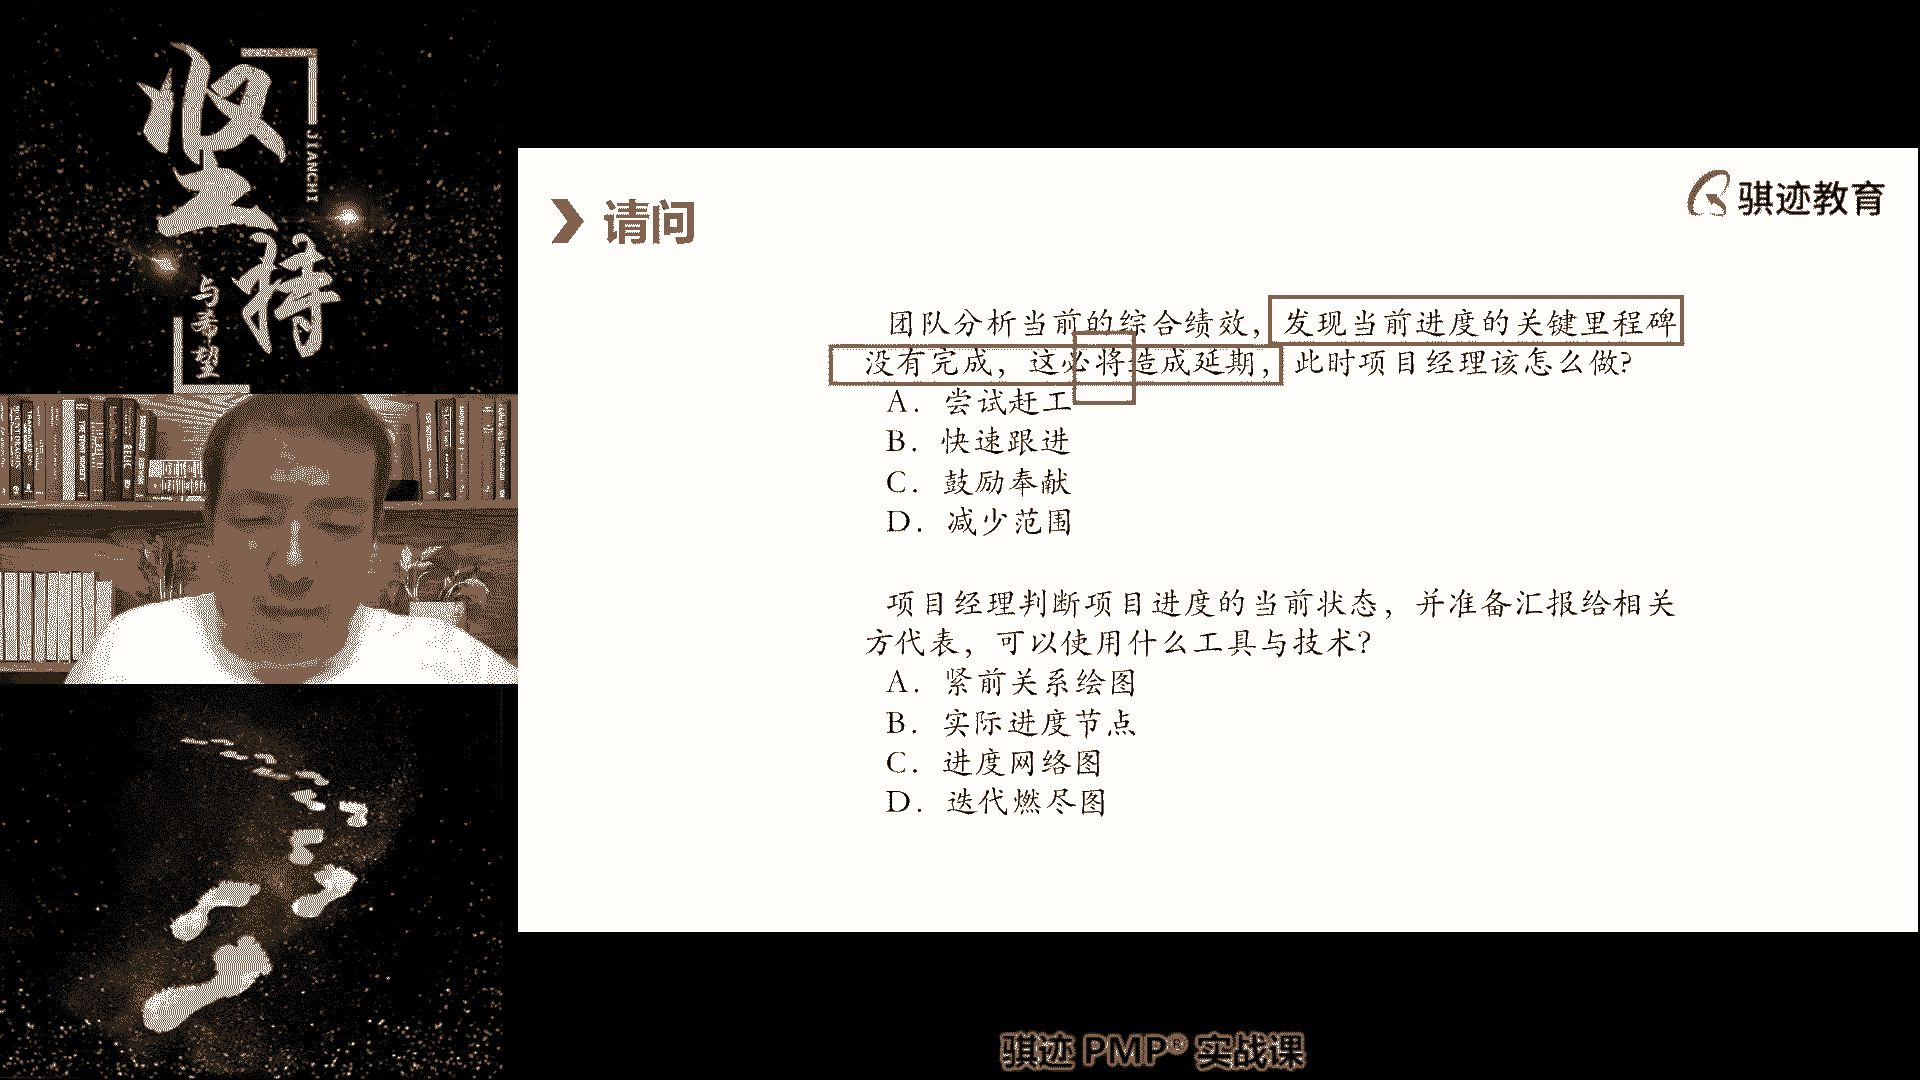 坚持
JIANCHI
与希望
请问
骐迹教育
团队分析当前的综合绩效，发现当前进度的关键里程碑
没有完成，这必将造成延期，此时项目经理该怎么做？
A．尝试赶工
B．快速跟进
C．鼓励奉献
D．减少范围
项目经理判断项目进度的当前状态，并准备汇报给相关
方代表，可以使用什么工具与技术？
A．紧前关系绘图
B．实际进度节点
C．进度网络图
D．迭代燃尽图
骐迹 PMP® 实战课